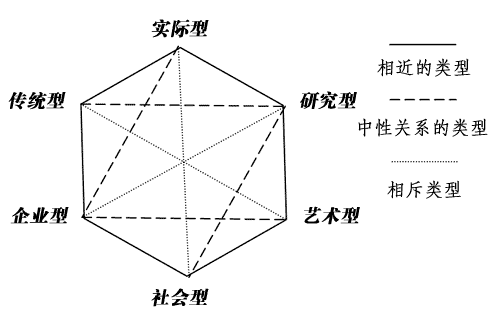 实际型
传统型
研究型
企业型
艺术型
社会型
相近的类型
中性关系的类型
相斥类型